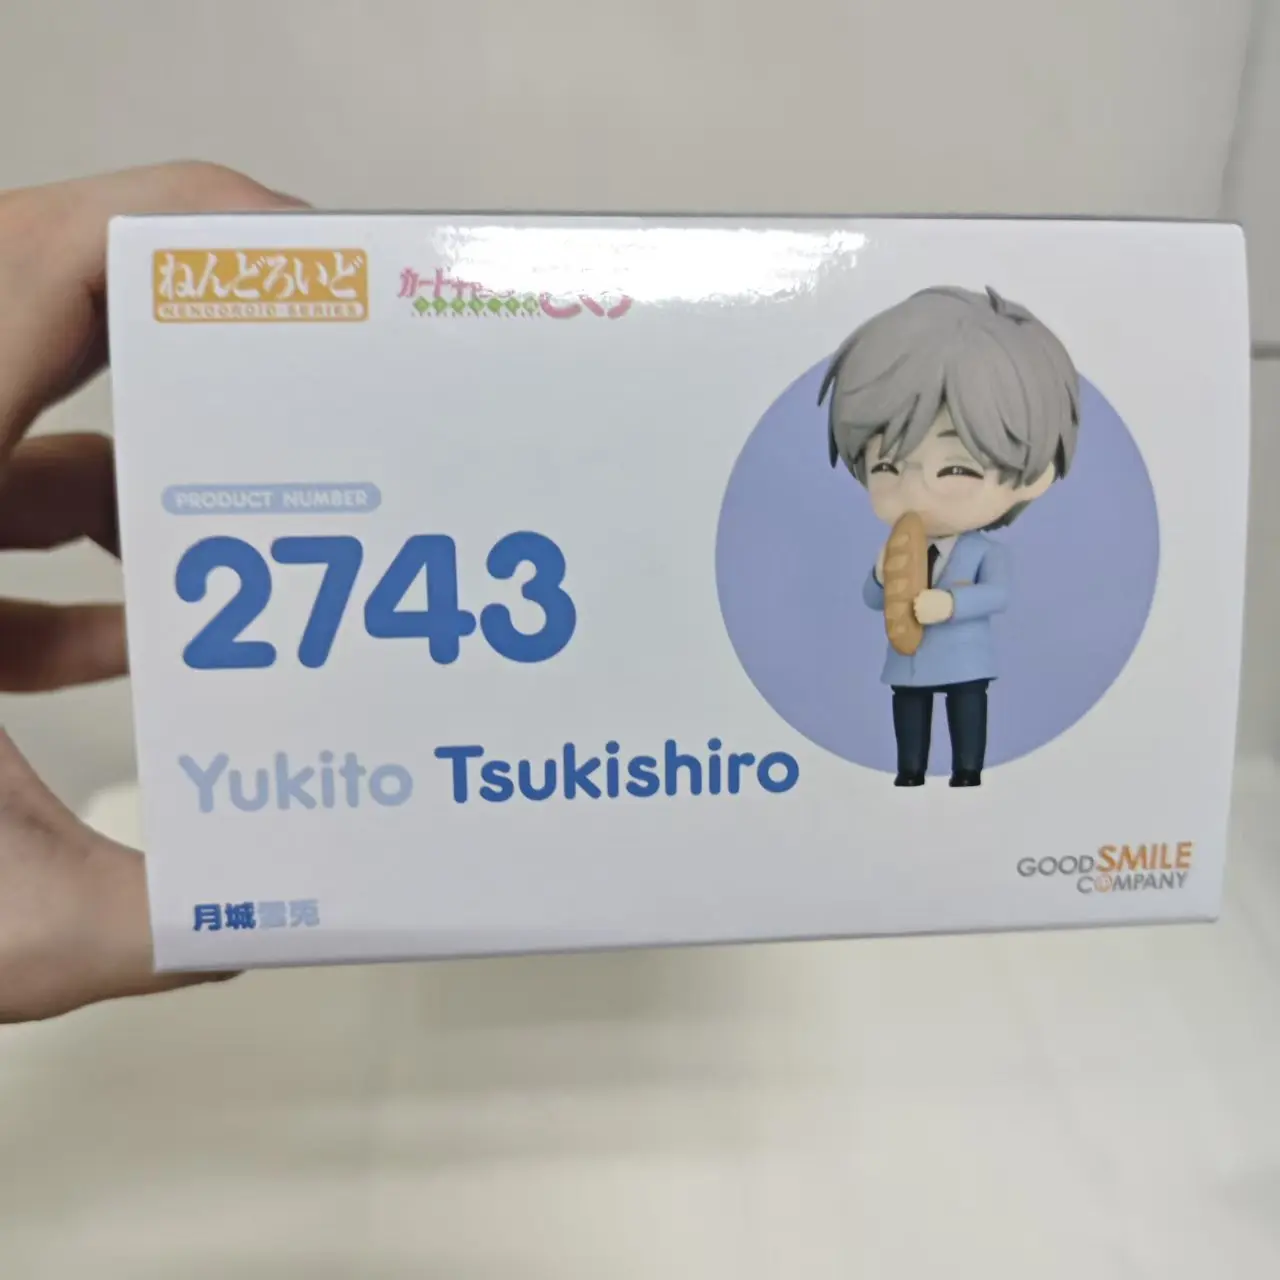 ねんどろいど
NENDOROID SERIES
PRODUCT NUMBER
2743
Yukito Tsukishiro
月城雪兎
GOOD SMILE
COMPANY